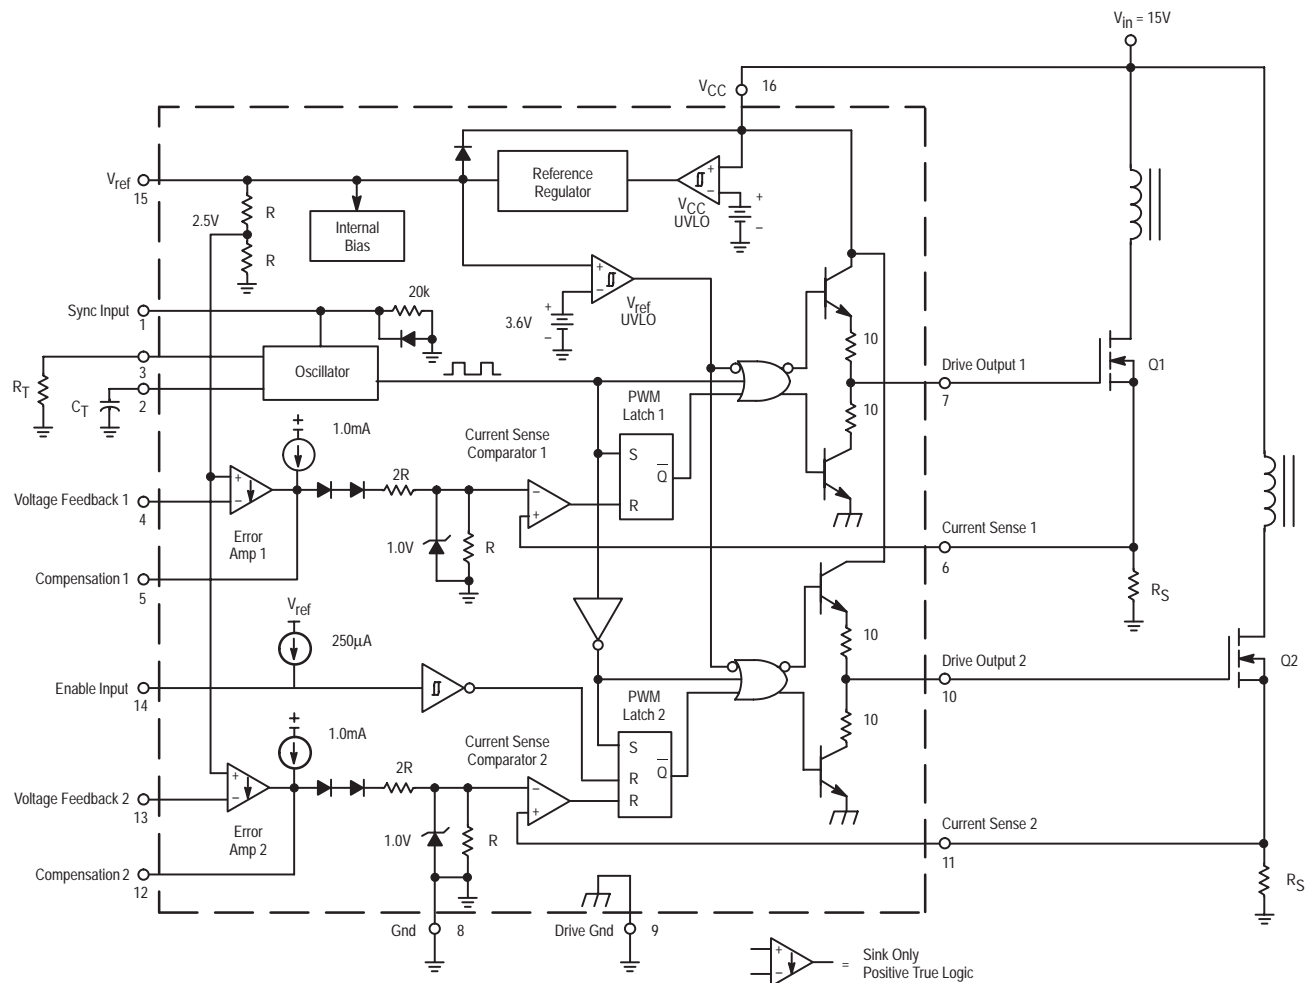 Vin = 15V
VCC 16
Vref
15
Reference
Regulator
+
–
VCC
UVLO
+
–
2.5V
R
R
Internal
Bias
Sync Input
1
20k
+
–
Vref
UVLO
3.6V
+
–
3
RT
2
CT
Oscillator
10
10
Drive Output 1
7
Q1
PWM
Latch 1
S
R
Q
1.0mA
+
Current Sense
Comparator 1
2R
–
+
Voltage Feedback 1
4
+
–
Error
Amp 1
1.0V
R
Current Sense 1
6
RS
Compensation 1
5
Vref
250µA
10
10
Drive Output 2
10
Q2
Enable Input
14
PWM
Latch 2
S
R
R
Q
+
1.0mA
Current Sense
Comparator 2
2R
–
+
Voltage Feedback 2
13
+
–
Error
Amp 2
1.0V
R
Current Sense 2
11
RS
Compensation 2
12
Gnd 8
Drive Gnd 9
+
–
= Sink Only
Positive True Logic